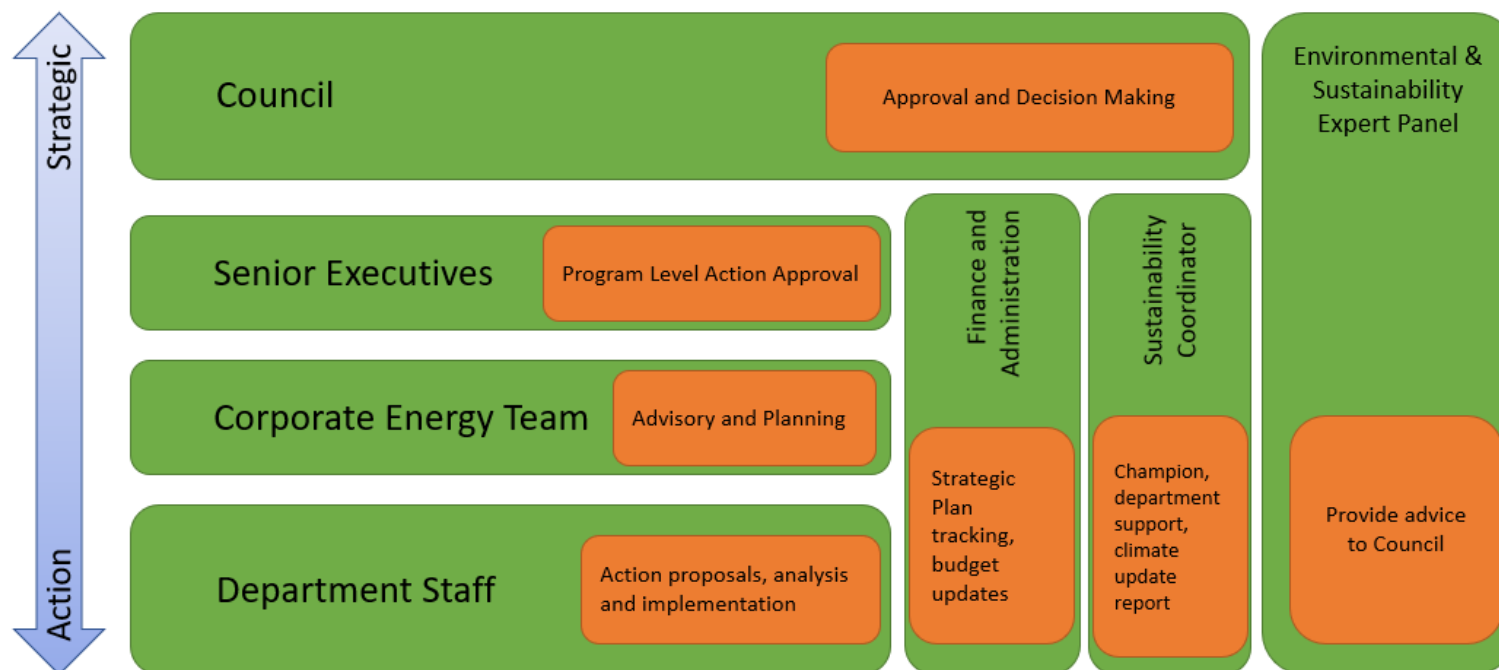 Strategic
Action
Council
Approval and Decision Making
Environmental &
Sustainability
Expert Panel
Senior Executives
Program Level Action Approval
Finance and
Administration
Sustainability
Coordinator
Corporate Energy Team
Advisory and Planning
Department Staff
Action proposals, analysis
and implementation
Strategic
Plan
tracking,
budget
updates
Champion,
department
support,
climate
update
report
Provide advice
to Council